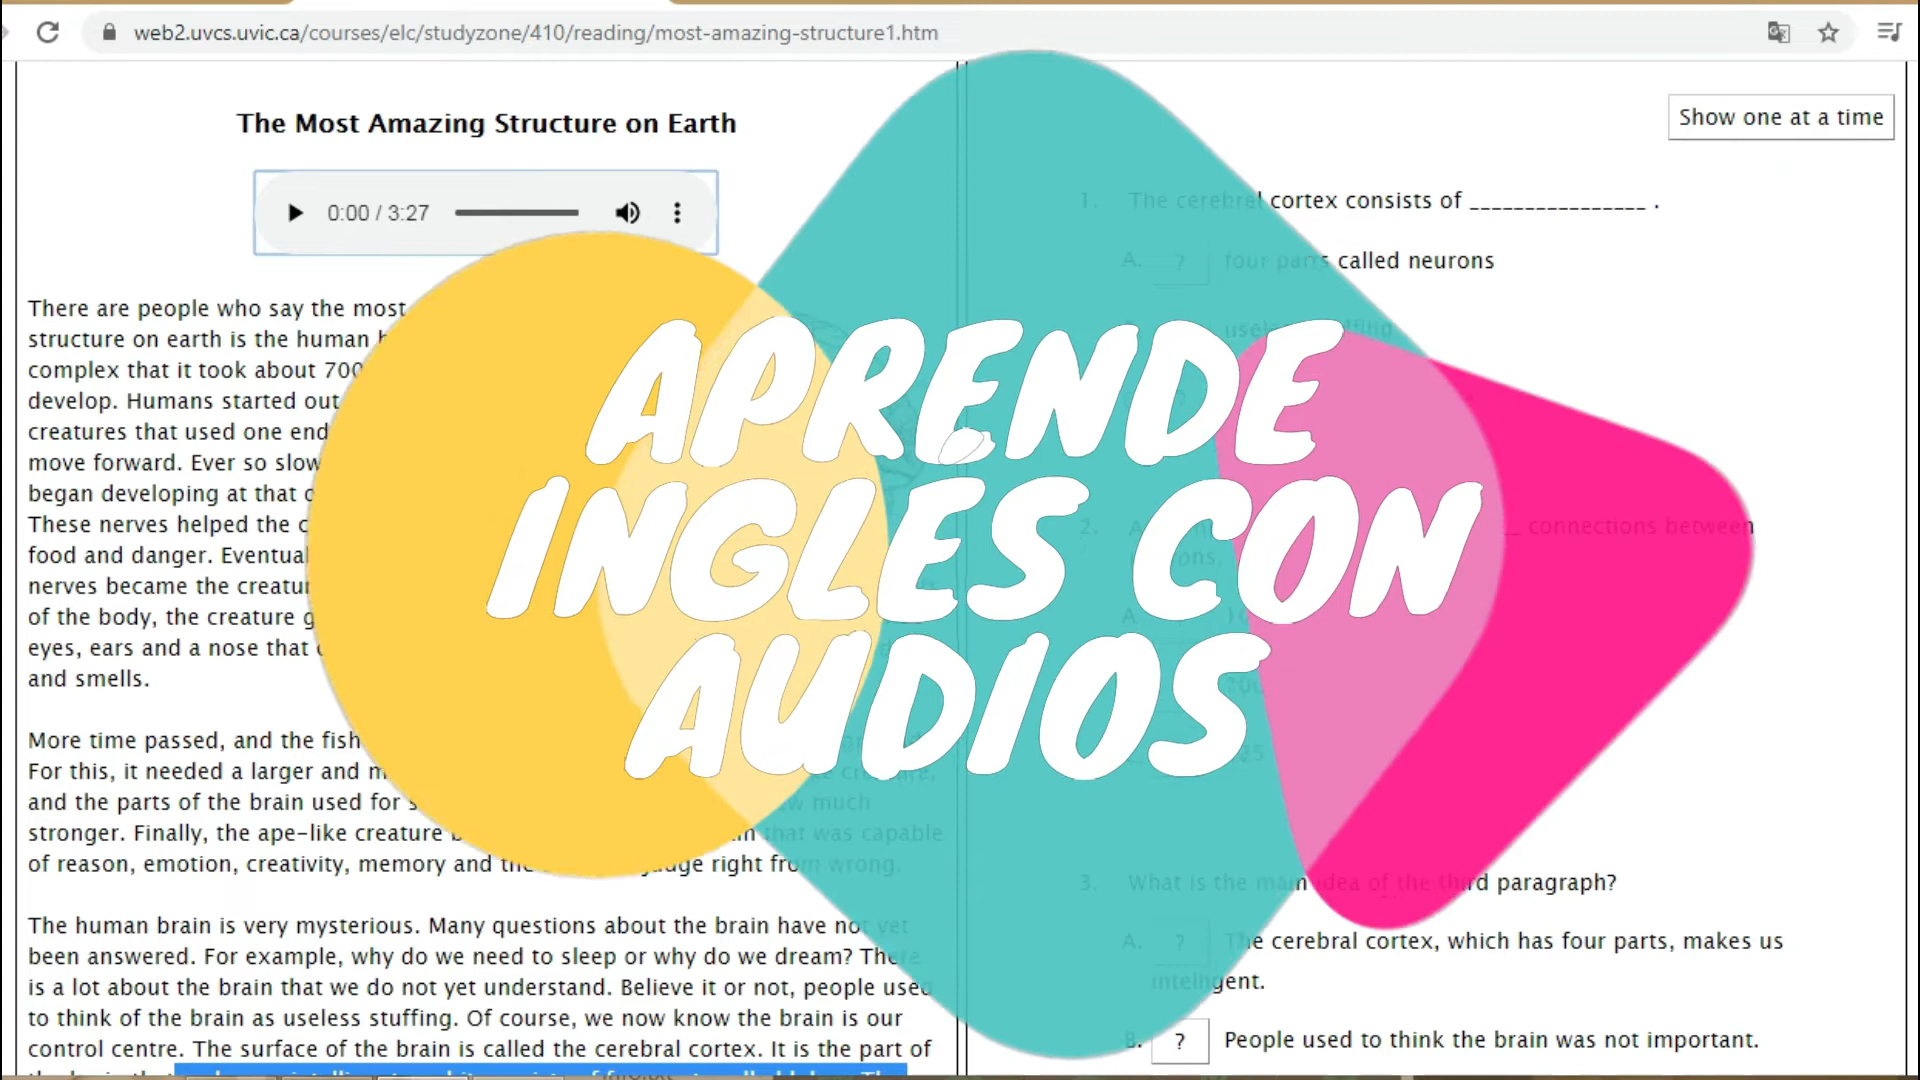 web2.uvcs.uvic.ca/courses/elc/studyzone/410/reading/most-amazing-structure1.htm
The Most Amazing Structure on Earth
0:00 / 3:27
There are people who say the most
structure on earth is the human
complex that it took about 700
develop. Humans started out
creatures that used one end
move forward. Ever so
began developing at that
These nerves helped the
food and danger.
nerves became the
of the body, the creature
eyes, ears and a nose that
and smells.
More time passed, and the fish
For this, it needed a larger and
and the parts of the brain used for much
stronger. Finally, the ape-like creature that was capable
of reason, emotion, creativity, memory and right from wrong.
The human brain is very mysterious. Many questions about the brain have not yet
been answered. For example, why do we need to sleep or why do we dream? There
is a lot about the brain that we do not yet understand. Believe it or not, people used
to think of the brain as useless stuffing. Of course, we now know the brain is our
control centre. The surface of the brain is called the cerebral cortex. It is the part of
APRENDE
INGLES CON
AUDIOS
Show one at a time
1. The cerebral cortex consists of ________________ .
A. ? four parts called neurons
2. connections between
A.
3. What is the main idea of the third paragraph?
A. ? The cerebral cortex, which has four parts, makes us
intelligent.
B. ? People used to think the brain was not important.